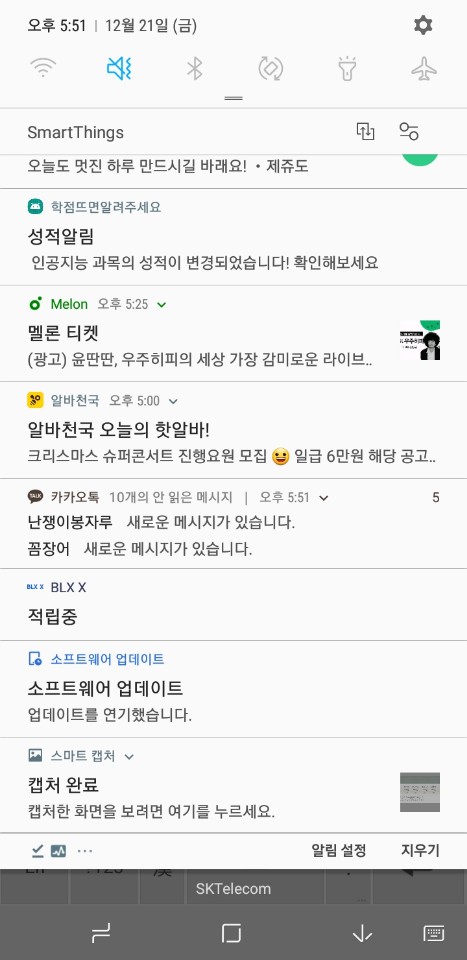 오후 5:51 | 12월 21일 (금)
SmartThings
오늘도 멋진 하루 만드시길 바래요! • 제쥬도
학점뜨면알려주세요
성적알림
인공지능 과목의 성적이 변경되었습니다! 확인해보세요
Melon 오후 5:25
멜론 티켓
(광고) 윤딴딴, 우주히피의 세상 가장 감미로운 라이브..
알바천국 오후 5:00
알바천국 오늘의 핫알바!
크리스마스 슈퍼콘서트 진행요원 모집 😀 일급 6만원 해당 공고..
TALK 카카오톡 10개의 안 읽은 메시지 | 오후 5:51 5
난쟁이봉자루 새로운 메시지가 있습니다.
꼼장어 새로운 메시지가 있습니다.
BLX X BLX X
적립중
소프트웨어 업데이트
소프트웨어 업데이트
업데이트를 연기했습니다.
스마트 캡처
캡처 완료
캡처한 화면을 보려면 여기를 누르세요.
알림 설정 지우기
SKTelecom